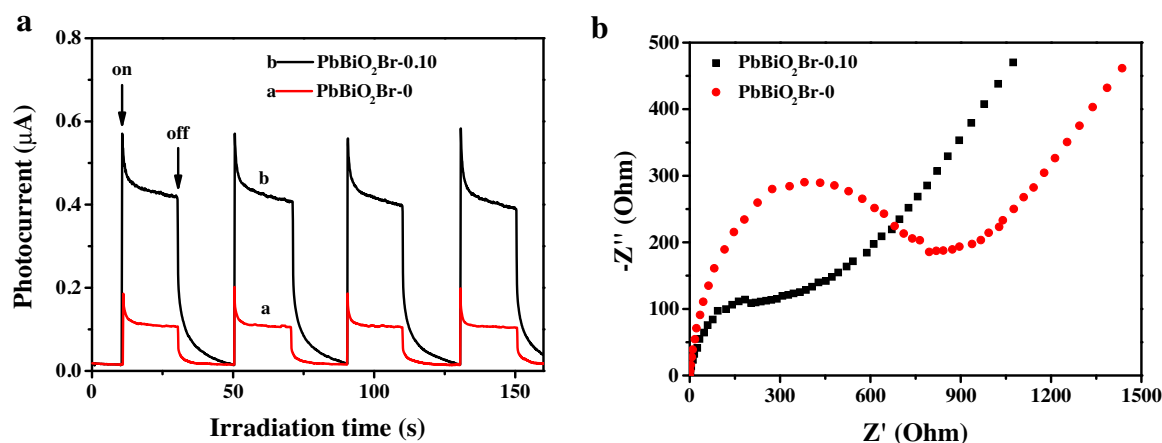 a
0.8
0.6
0.4
0.2
0.0
Photocurrent (μA)
0
50
100
150
Irradiation time (s)
on
off
b PbBiO2Br-0.10
a PbBiO2Br-0
b
a
b
500
400
300
200
100
0
-Z'' (Ohm)
0
300
600
900
1200
1500
Z' (Ohm)
PbBiO2Br-0.10
PbBiO2Br-0